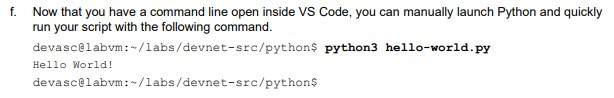 f. Now that you have a command line open inside VS Code, you can manually launch Python and quickly
run your script with the following command.
devasc@labvm:~/labs/devnet-src/python$ python3 hello-world.py
Hello World!
devasc@labvm:~/labs/devnet-src/python$